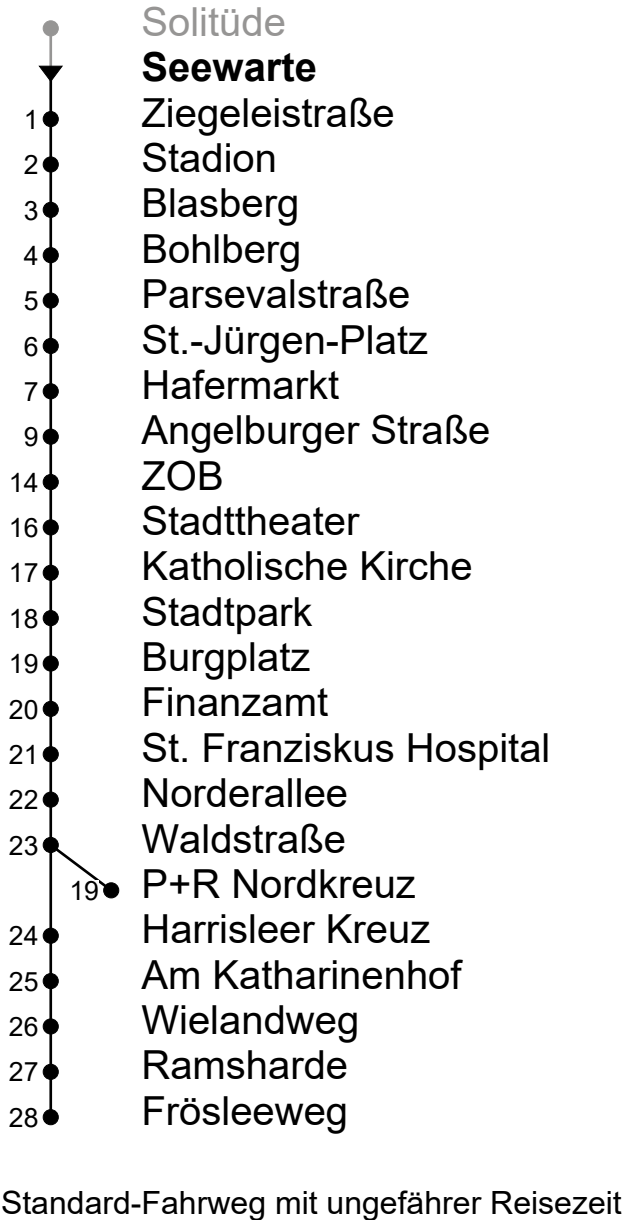 Solitüde
Seewarte
1 Ziegeleistraße
2 Stadion
3 Blasberg
4 Bohlberg
5 Parsevalstraße
6 St.-Jürgen-Platz
7 Hafermarkt
9 Angelburger Straße
14 ZOB
16 Stadttheater
17 Katholische Kirche
18 Stadtpark
19 Burgplatz
20 Finanzamt
21 St. Franziskus Hospital
22 Norderallee
23 Waldstraße
19 P+R Nordkreuz
24 Harrisleer Kreuz
25 Am Katharinenhof
26 Wielandweg
27 Ramsharde
28 Frösleeweg
Standard-Fahrweg mit ungefährer Reisezeit